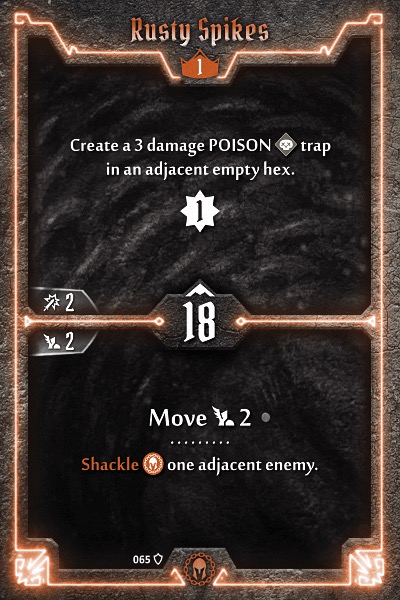 Rusty Spikes
1
Create a 3 damage POISON trap
in an adjacent empty hex.
1
2
18
2
Move 2
Shackle one adjacent enemy.
065